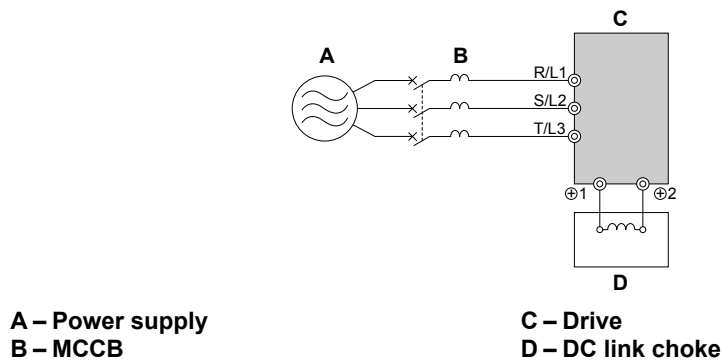 C
A
B
R/L1
S/L2
T/L3
⊕1
⊕2
D
A – Power supply
B – MCCB
C – Drive
D – DC link choke